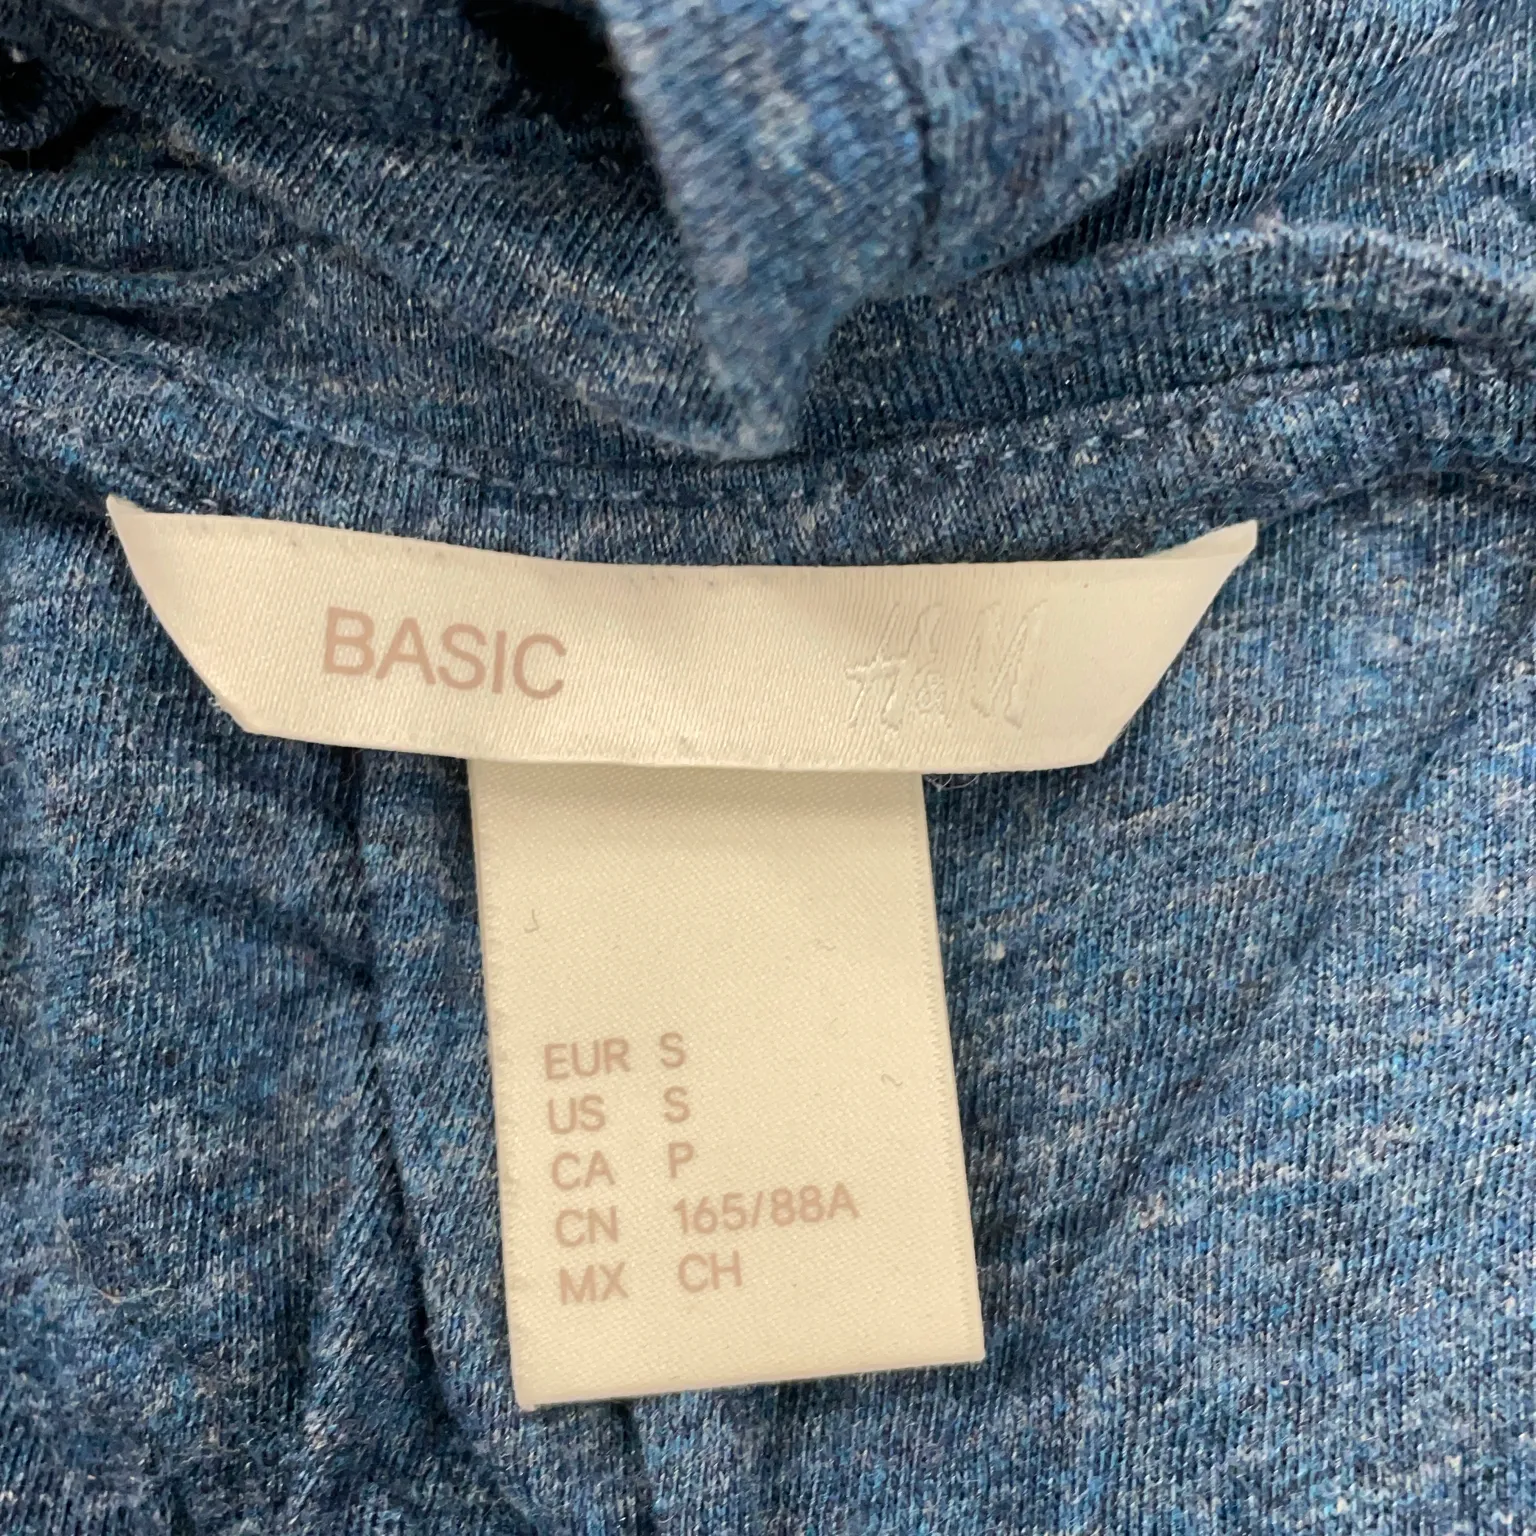 BASIC H&M
EUR S
US S
CA P
CN 165/88A
MX CH